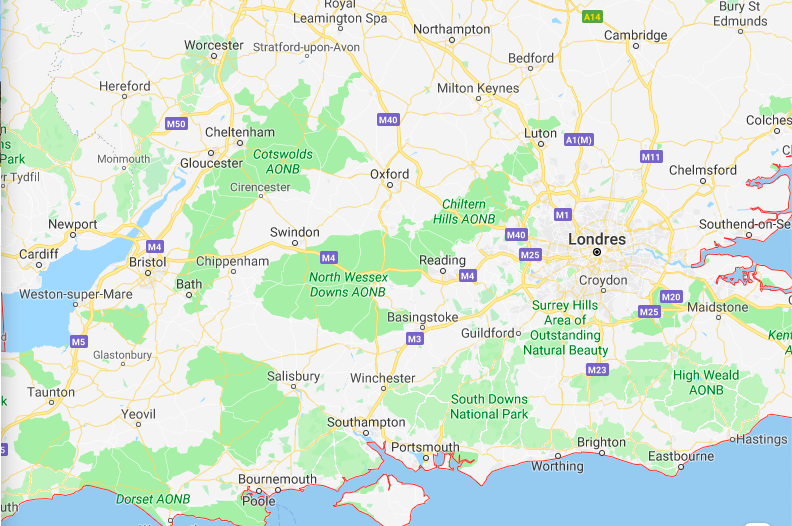 Royal
Leamington Spa
Bury St
Edmunds
A14
Northampton
Cambridge
Worcester
Stratford-upon-Avon
Bedford
Hereford
Milton Keynes
M50
M40
Colches
Cheltenham
Luton
A1(M)
n
ns
Park
Monmouth
Gloucester
Cotswolds
AONB
M11
Ch
yr Tydfil
Oxford
Chelmsford
Cirencester
Chiltern
Hills AONB
M1
Newport
Swindon
M40
Southend-on-Se
Cardiff
M4
Londres
Bristol
Chippenham
M4
Reading
M25
M4
Bath
North Wessex
Downs AONB
Croydon
Weston-super-Mare
M20
Basingstoke
Surrey Hills
Area of
Outstanding
Natural Beauty
M25
Maidstone
d
M5
M3
Guildford
Kent
A
Glastonbury
M23
Salisbury
Winchester
High Weald
AONB
Taunton
k
South Downs
National Park
Yeovil
Southampton
5
Portsmouth
Brighton
Hastings
Worthing
Eastbourne
Bournemouth
Dorset AONB
Poole
uth